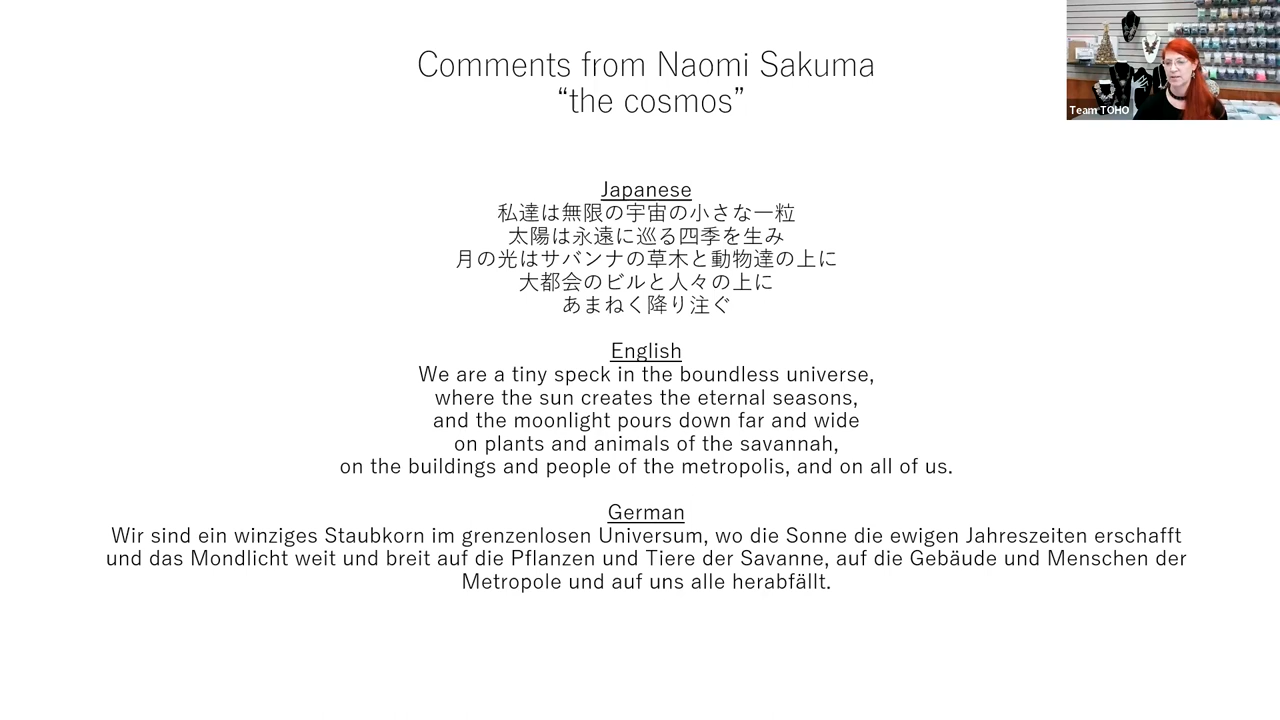 Comments from Naomi Sakuma
“the cosmos”
Team TOHO
Japanese
私達は無限の宇宙の小さな一粒
太陽は永遠に巡る四季を生み
月の光はサバンナの草木と動物達の上に
大都会のビルと人々の上に
あまねく降り注ぐ
English
We are a tiny speck in the boundless universe,
where the sun creates the eternal seasons,
and the moonlight pours down far and wide
on plants and animals of the savannah,
on the buildings and people of the metropolis, and on all of us.
German
Wir sind ein winziges Staubkorn im grenzenlosen Universum, wo die Sonne die ewigen Jahreszeiten erschafft
und das Mondlicht weit und breit auf die Pflanzen und Tiere der Savanne, auf die Gebäude und Menschen der
Metropole und auf uns alle herabfällt.